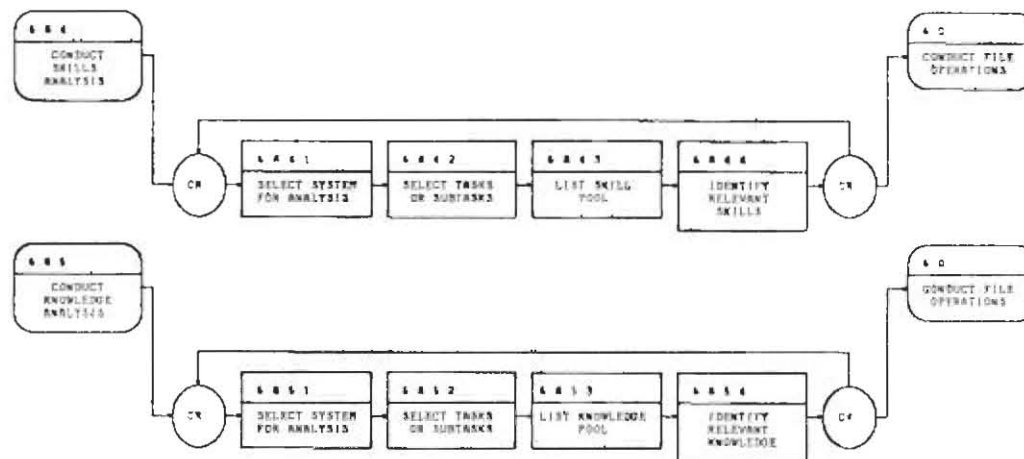 CONDUCT
SKILLS
ANALYSIS
CONDUCT FILE
OPERATIONS
OR
SELECT SYSTEM
FOR ANALYSIS
SELECT TASKS
OR SUBTASKS
LIST SKILL
POOL
IDENTIFY
RELEVANT
SKILLS
OR
CONDUCT
KNOWLEDGE
ANALYSIS
CONDUCT FILE
OPERATIONS
OR
SELECT SYSTEM
FOR ANALYSIS
SELECT TASKS
OR SUBTASKS
LIST KNOWLEDGE
POOL
IDENTIFY
RELEVANT
KNOWLEDGE
OR